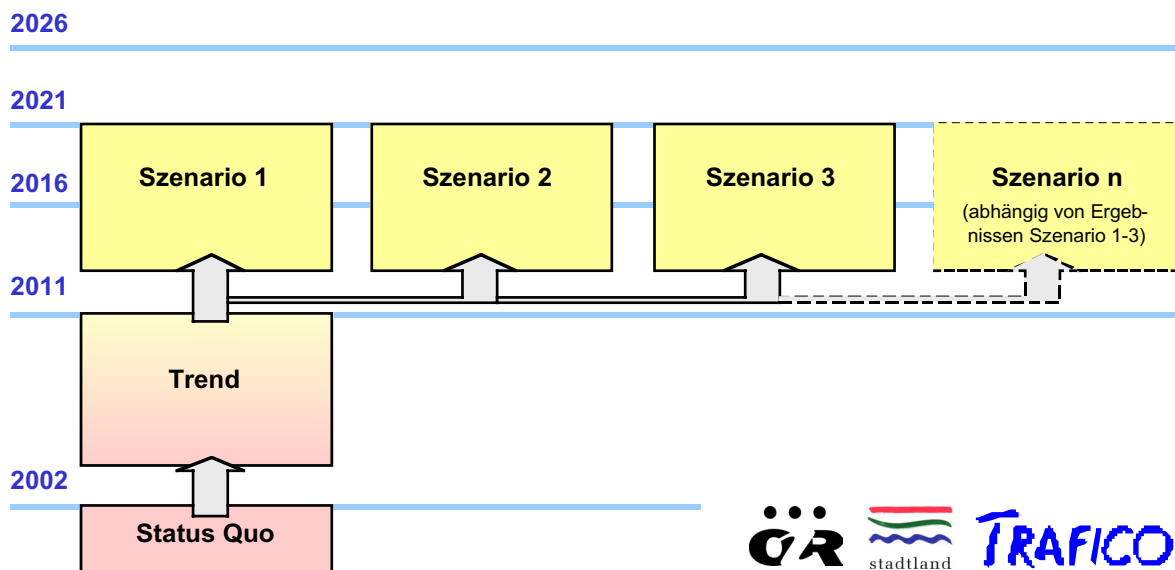 2026
2021
2016
Szenario 1
Szenario 2
Szenario 3
Szenario n
(abhängig von Ergeb-
nissen Szenario 1-3)
2011
Trend
2002
Status Quo
ÖIR
stadtland
TRAFICO